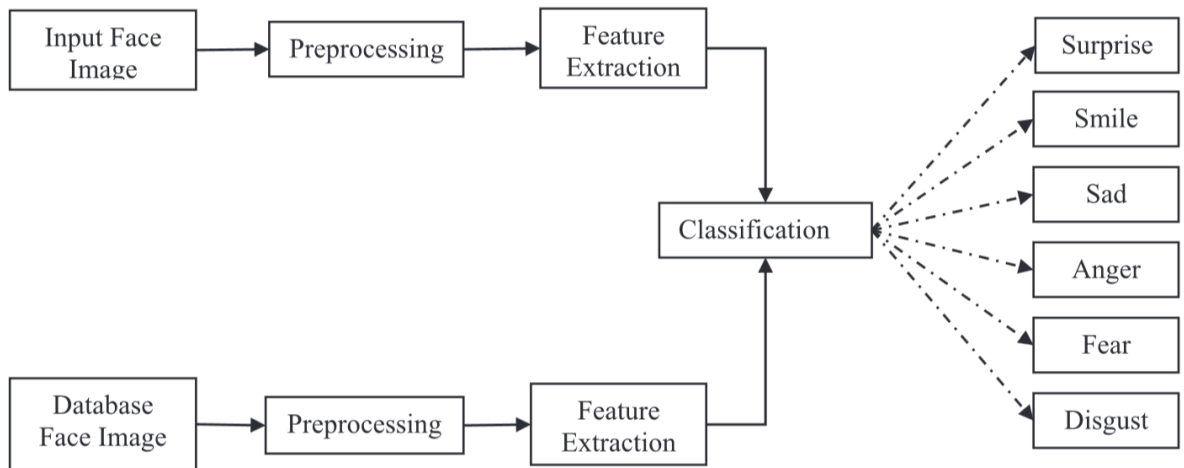 Input Face
Image
Preprocessing
Feature
Extraction
Classification
Database
Face Image
Preprocessing
Feature
Extraction
Surprise
Smile
Sad
Anger
Fear
Disgust